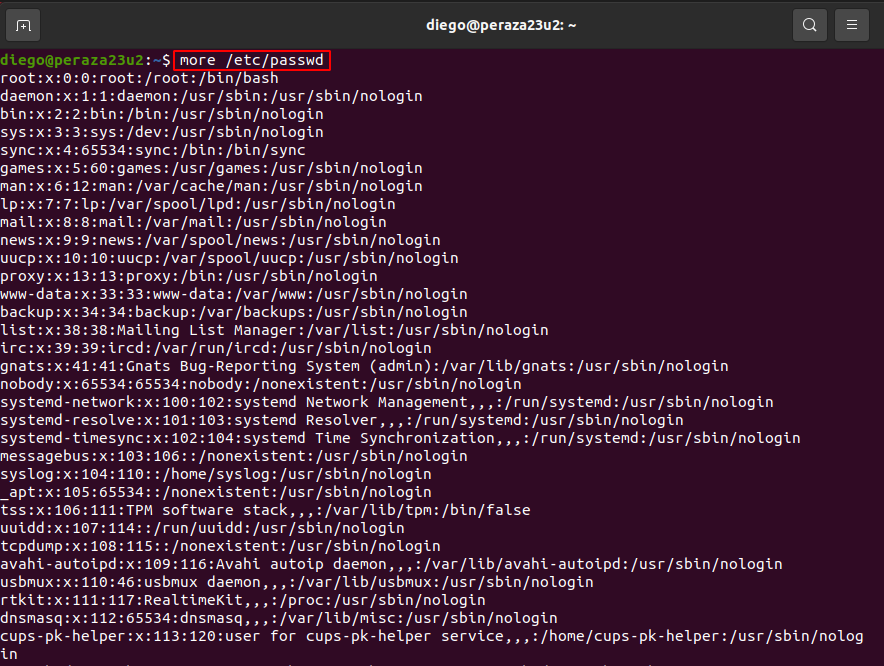 diego@peraza23u2: ~
diego@peraza23u2:~$ more /etc/passwd
root:x:0:0:root:/root:/bin/bash
daemon:x:1:1:daemon:/usr/sbin:/usr/sbin/nologin
bin:x:2:2:bin:/bin:/usr/sbin/nologin
sys:x:3:3:sys:/dev:/usr/sbin/nologin
sync:x:4:65534:sync:/bin:/bin/sync
games:x:5:60:games:/usr/games:/usr/sbin/nologin
man:x:6:12:man:/var/cache/man:/usr/sbin/nologin
lp:x:7:7:lp:/var/spool/lpd:/usr/sbin/nologin
mail:x:8:8:mail:/var/mail:/usr/sbin/nologin
news:x:9:9:news:/var/spool/news:/usr/sbin/nologin
uucp:x:10:10:uucp:/var/spool/uucp:/usr/sbin/nologin
proxy:x:13:13:proxy:/bin:/usr/sbin/nologin
www-data:x:33:33:www-data:/var/www:/usr/sbin/nologin
backup:x:34:34:backup:/var/backups:/usr/sbin/nologin
list:x:38:38:Mailing List Manager:/var/list:/usr/sbin/nologin
irc:x:39:39:ircd:/var/run/ircd:/usr/sbin/nologin
gnats:x:41:41:Gnats Bug-Reporting System (admin):/var/lib/gnats:/usr/sbin/nologin
nobody:x:65534:65534:nobody:/nonexistent:/usr/sbin/nologin
systemd-network:x:100:102:systemd Network Management,,,:/run/systemd:/usr/sbin/nologin
systemd-resolve:x:101:103:systemd Resolver,,,:/run/systemd:/usr/sbin/nologin
systemd-timesync:x:102:104:systemd Time Synchronization,,,:/run/systemd:/usr/sbin/nologin
messagebus:x:103:106::/nonexistent:/usr/sbin/nologin
syslog:x:104:110::/home/syslog:/usr/sbin/nologin
_apt:x:105:65534::/nonexistent:/usr/sbin/nologin
tss:x:106:111:TPM software stack,,,:/var/lib/tpm:/bin/false
uuidd:x:107:114::/run/uuidd:/usr/sbin/nologin
tcpdump:x:108:115::/nonexistent:/usr/sbin/nologin
avahi-autoipd:x:109:116:Avahi autoip daemon,,,:/var/lib/avahi-autoipd:/usr/sbin/nologin
usbmux:x:110:46:usbmux daemon,,,:/var/lib/usbmux:/usr/sbin/nologin
rtkit:x:111:117:RealtimeKit,,,:/proc:/usr/sbin/nologin
dnsmasq:x:112:65534:dnsmasq,,,:/var/lib/misc:/usr/sbin/nologin
cups-pk-helper:x:113:120:user for cups-pk-helper service,,,:/home/cups-pk-helper:/usr/sbin/nolog
in